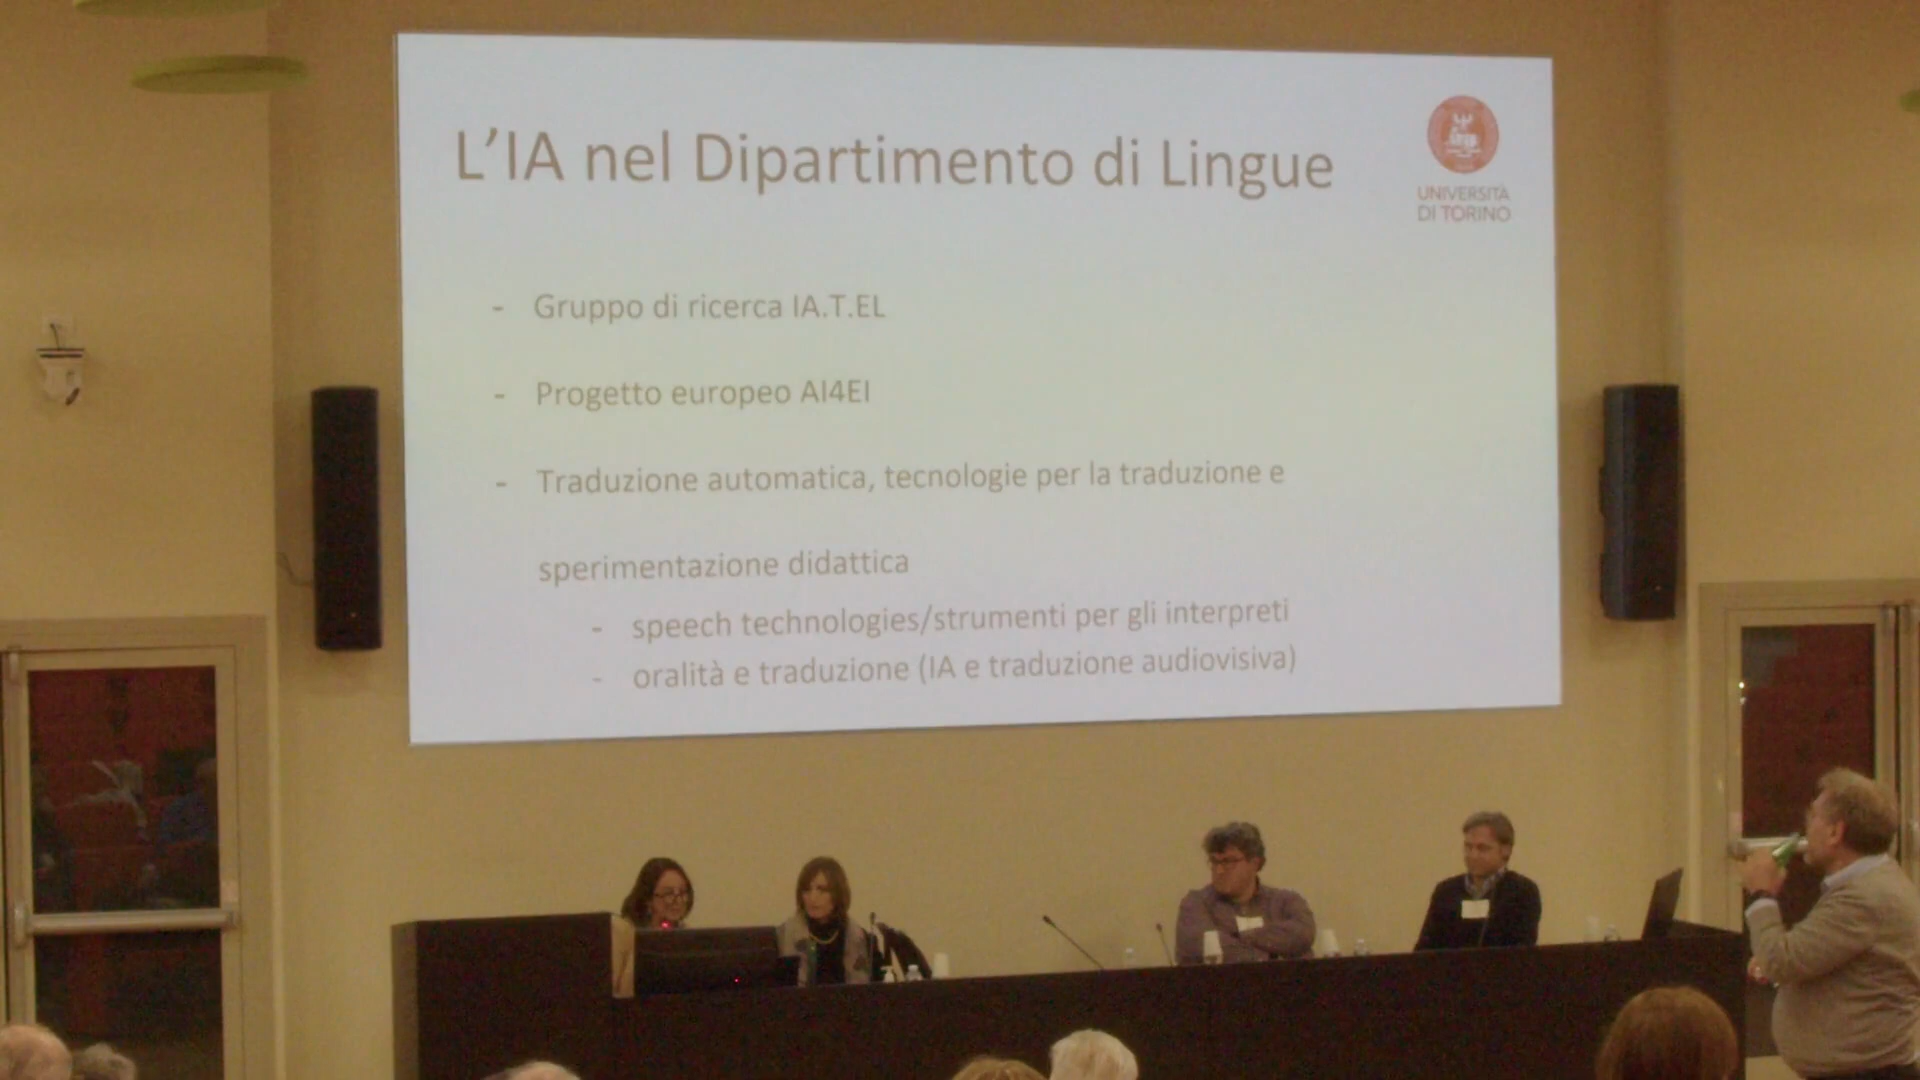 L'IA nel Dipartimento di Lingue
UNIVERSITÀ
DI TORINO
- Gruppo di ricerca IA.T.EL
- Progetto europeo AI4EI
- Traduzione automatica, tecnologie per la traduzione e
sperimentazione didattica
- speech technologies/strumenti per gli interpreti
- oralità e traduzione (IA e traduzione audiovisiva)